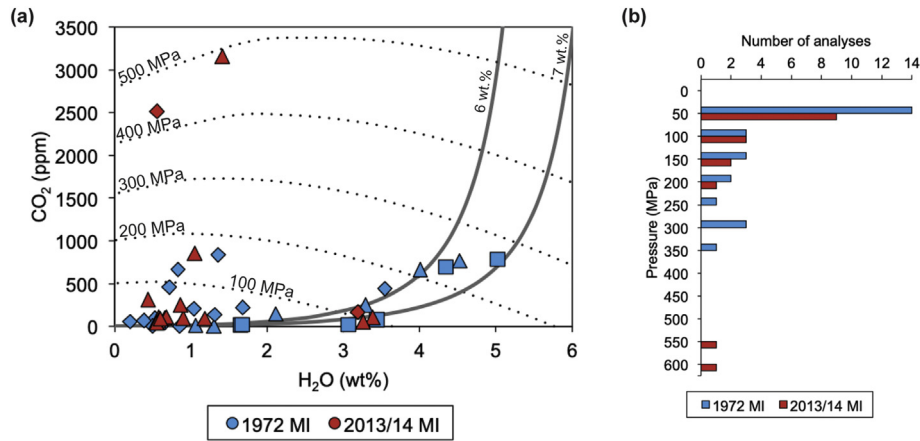 (a)
3500
3000
2500
2000
1500
1000
500
0
CO2 (ppm)
500 MPa
400 MPa
300 MPa
200 MPa
100 MPa
6 wt.%
7 wt.%
0 1 2 3 4 5 6
H2O (wt%)
1972 MI 2013/14 MI
(b)
Number of analyses
0 2 4 6 8 10 12 14
0
50
100
150
200
250
300
350
400
450
500
550
600
Pressure (MPa)
1972 MI 2013/14 MI